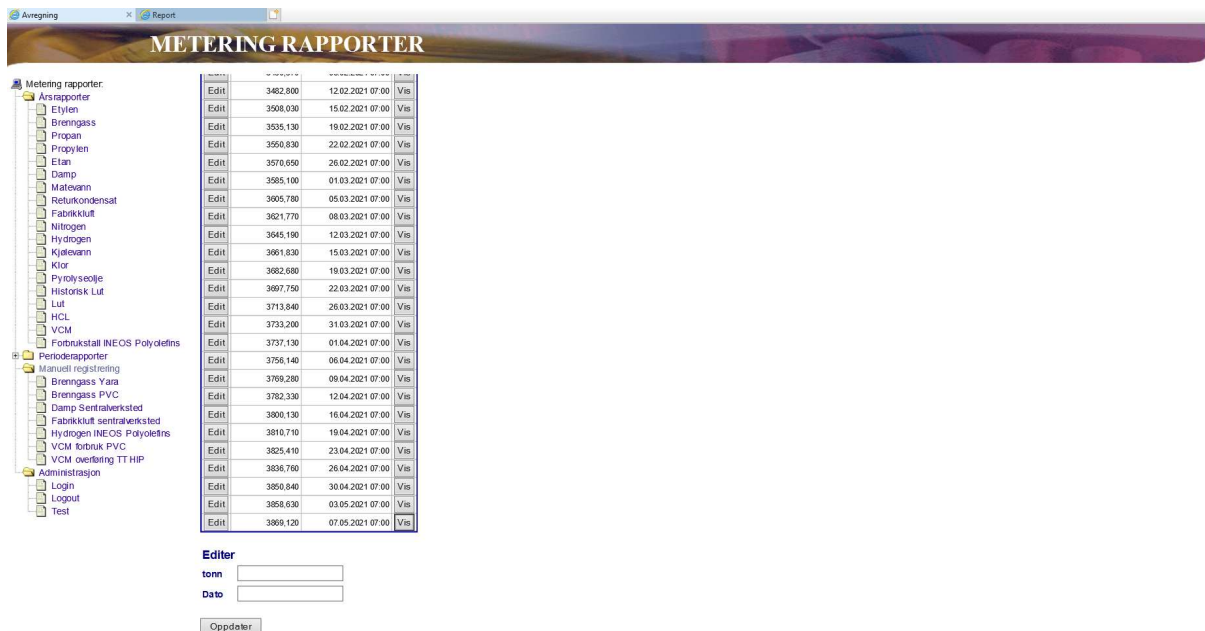 Avregning
Report
METERING RAPPORTER
Metering rapporter:
Årsrapporter
Etylen
Brenngass
Propan
Propylen
Etan
Damp
Matevann
Returkondensat
Fabrikkluft
Nitrogen
Hydrogen
Kjølevann
Klor
Pyrolyseolje
Historisk Lut
Lut
HCL
VCM
Forbrukstall INEOS Polyolefins
Perioderapporter
Manuell registrering
Brenngass Yara
Brenngass PVC
Damp Sentralverksted
Fabrikkluft sentralverksted
Hydrogen INEOS Polyolefins
VCM forbruk PVC
VCM overføring TT HIP
Administrasjon
Login
Logout
Test
Edit 3482,800 12.02.2021 07:00 Vis
Edit 3508,030 15.02.2021 07:00 Vis
Edit 3535,130 19.02.2021 07:00 Vis
Edit 3550,830 22.02.2021 07:00 Vis
Edit 3570,650 26.02.2021 07:00 Vis
Edit 3585,100 01.03.2021 07:00 Vis
Edit 3605,780 05.03.2021 07:00 Vis
Edit 3621,770 08.03.2021 07:00 Vis
Edit 3645,190 12.03.2021 07:00 Vis
Edit 3661,830 15.03.2021 07:00 Vis
Edit 3682,680 19.03.2021 07:00 Vis
Edit 3697,750 22.03.2021 07:00 Vis
Edit 3713,840 26.03.2021 07:00 Vis
Edit 3733,200 31.03.2021 07:00 Vis
Edit 3737,130 01.04.2021 07:00 Vis
Edit 3756,140 06.04.2021 07:00 Vis
Edit 3769,280 09.04.2021 07:00 Vis
Edit 3782,330 12.04.2021 07:00 Vis
Edit 3800,130 16.04.2021 07:00 Vis
Edit 3810,710 19.04.2021 07:00 Vis
Edit 3825,410 23.04.2021 07:00 Vis
Edit 3836,760 26.04.2021 07:00 Vis
Edit 3850,840 30.04.2021 07:00 Vis
Edit 3858,630 03.05.2021 07:00 Vis
Edit 3869,120 07.05.2021 07:00 Vis
Editer
tonn
Dato
Oppdater